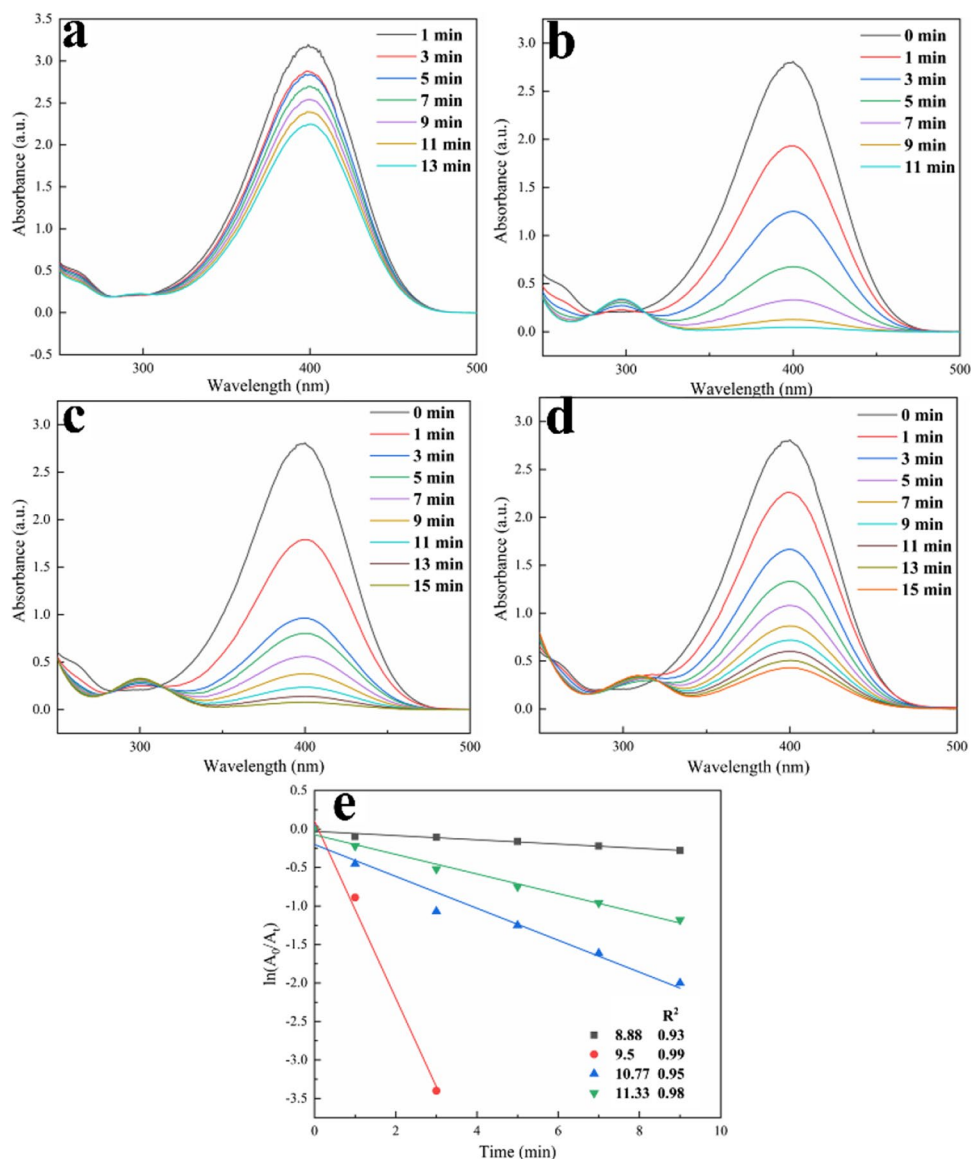 a
3.5
3.0
2.5
2.0
1.5
1.0
0.5
0.0
-0.5
Absorbance (a.u.)
300
400
500
Wavelength (nm)
1 min
3 min
5 min
7 min
9 min
11 min
13 min
b
3.0
2.5
2.0
1.5
1.0
0.5
0.0
Absorbance (a.u.)
300
400
500
Wavelength (nm)
0 min
1 min
3 min
5 min
7 min
9 min
11 min
c
3.0
2.5
2.0
1.5
1.0
0.5
0.0
Absorbance (a.u.)
300
400
500
Wavelength (nm)
0 min
1 min
3 min
5 min
7 min
9 min
11 min
13 min
15 min
d
3.0
2.5
2.0
1.5
1.0
0.5
0.0
Absorbance (a.u.)
300
400
500
Wavelength (nm)
0 min
1 min
3 min
5 min
7 min
9 min
11 min
13 min
15 min
e
0.5
0.0
-0.5
-1.0
-1.5
-2.0
-2.5
-3.0
-3.5
ln(A₀/Aₜ)
0
2
4
6
8
10
Time (min)
R²
8.88 0.93
9.5 0.99
10.77 0.95
11.33 0.98